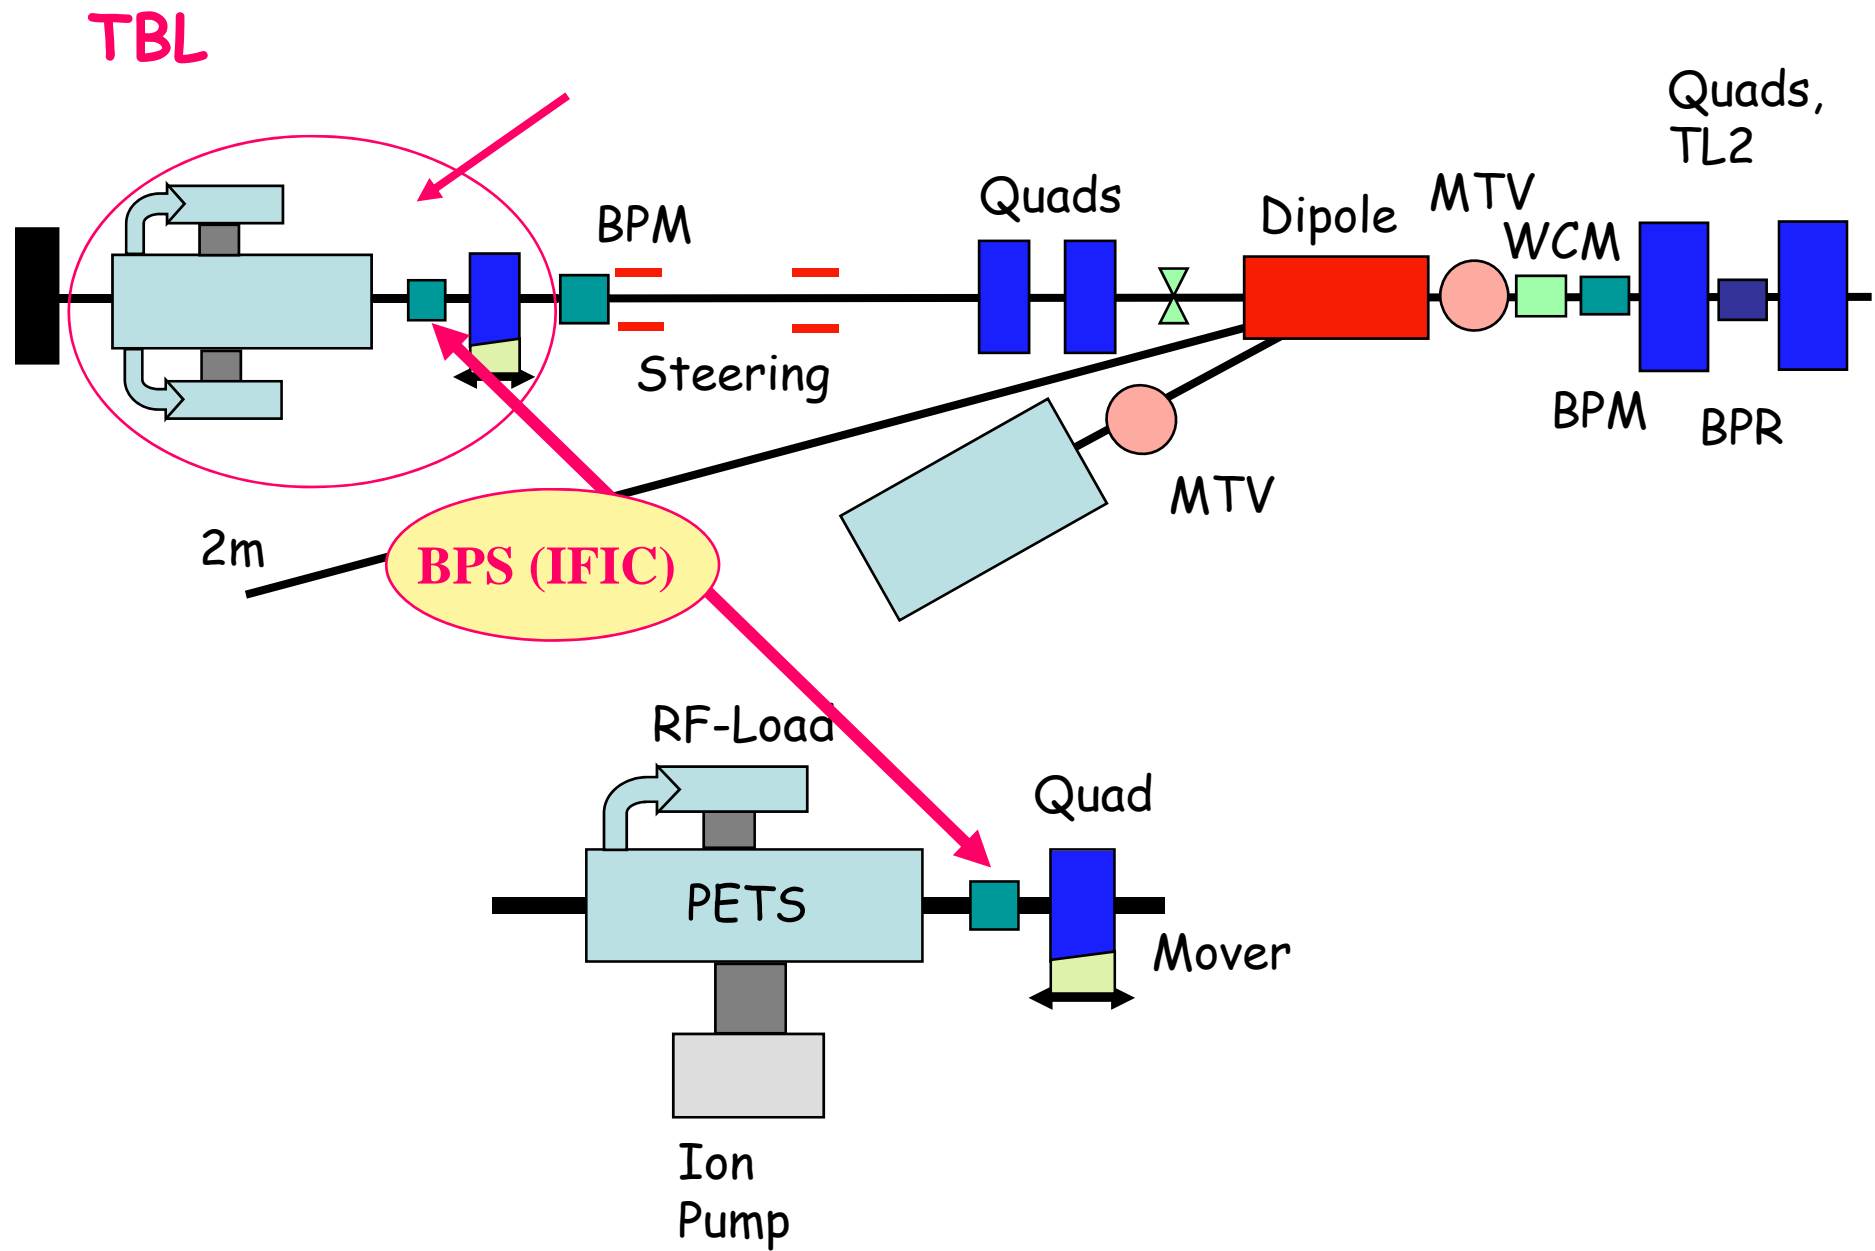 TBL
Quads,
TL2
MTV
Quads
Dipole
BPM
WCM
Steering
BPM
BPR
MTV
2m
BPS (IFIC)
RF-Load
Quad
PETS
Mover
Ion
Pump